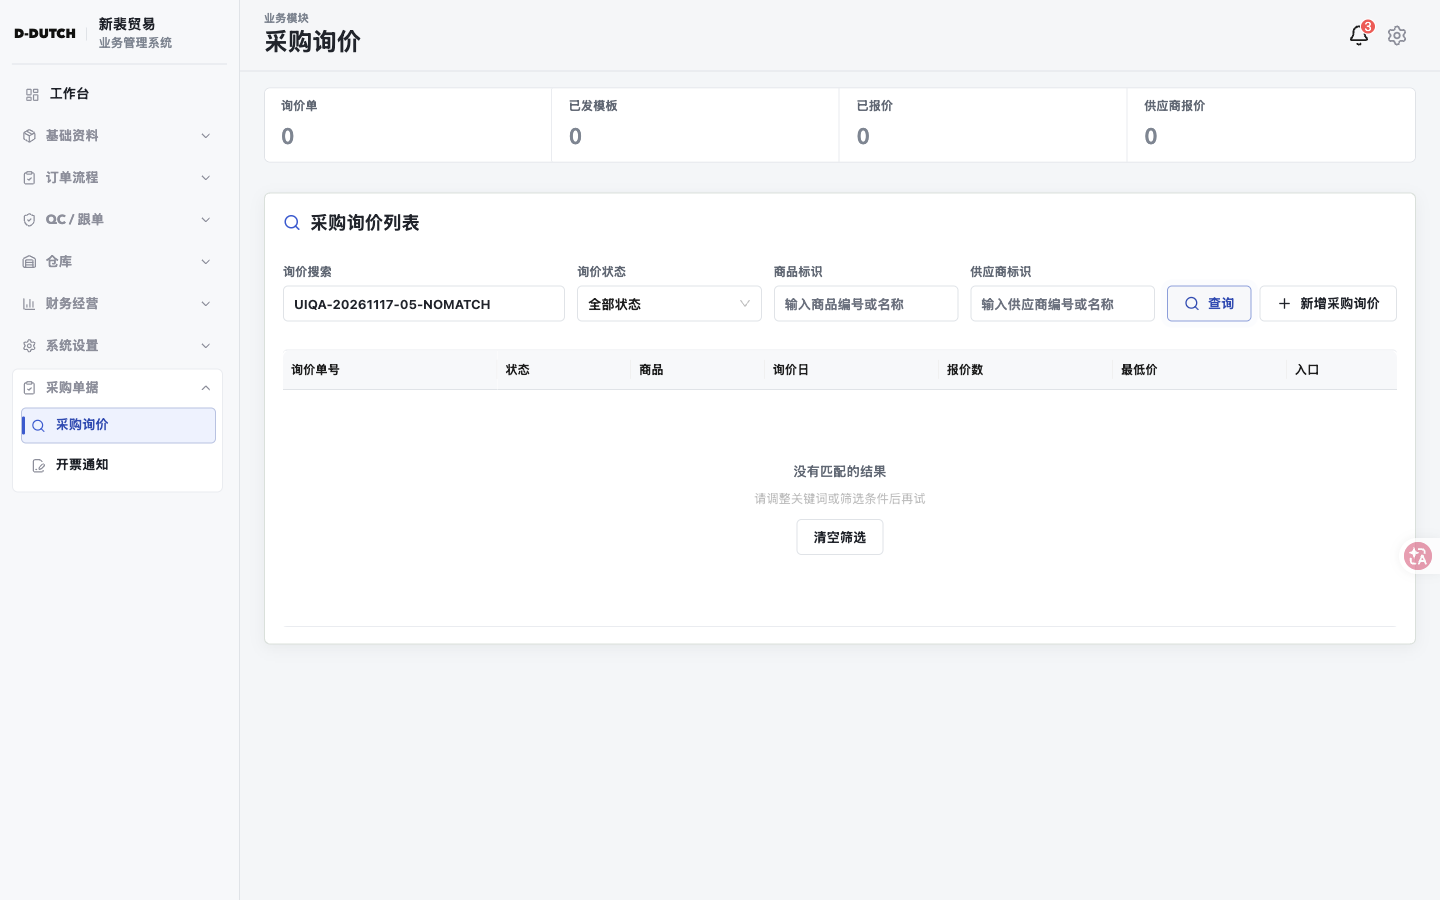 D-DUTCH
新裴贸易
业务管理系统
工作台
基础资料
订单流程
QC / 跟单
仓库
财务经营
系统设置
采购单据
采购询价
开票通知
业务模块
采购询价
3
询价单
0
已发模板
0
已报价
0
供应商报价
0
采购询价列表
询价搜索
询价状态
商品标识
供应商标识
UIQA-20261117-05-NOMATCH
全部状态
输入商品编号或名称
输入供应商编号或名称
查询
新增采购询价
询价单号
状态
商品
询价日
报价数
最低价
入口
没有匹配的结果
请调整关键词或筛选条件后再试
清空筛选